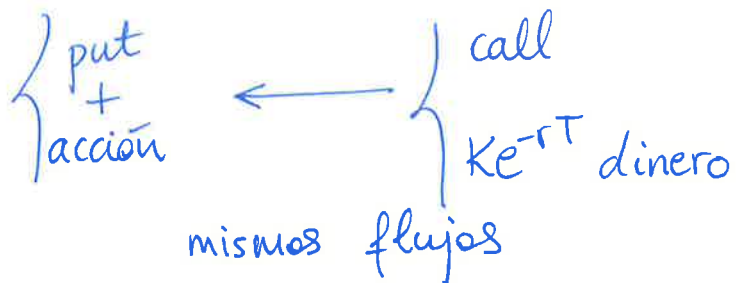 put
+
acción
call
Ke^-rT dinero
mismos flujos